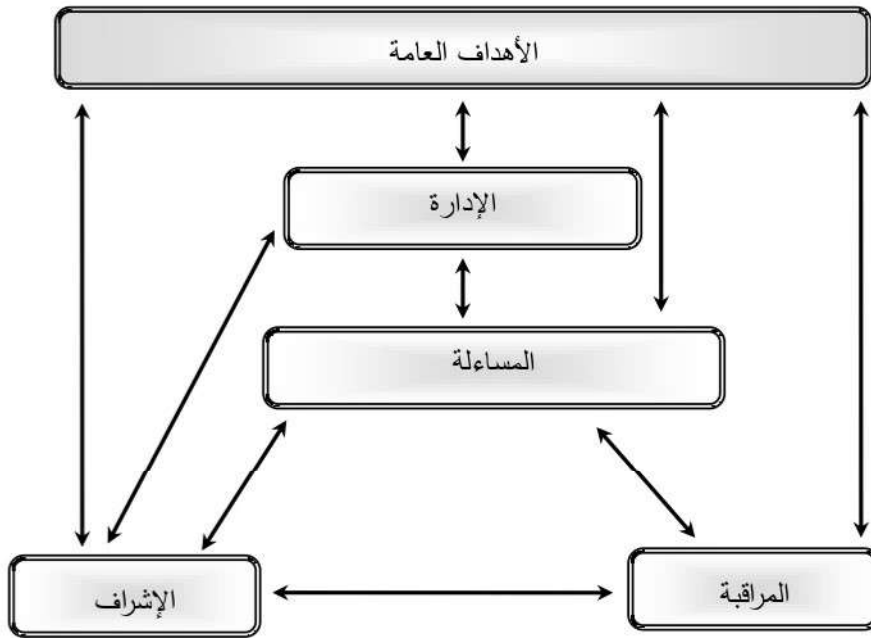 الأهداف العامة
الإدارة
المساءلة
المراقبة
الإشراف